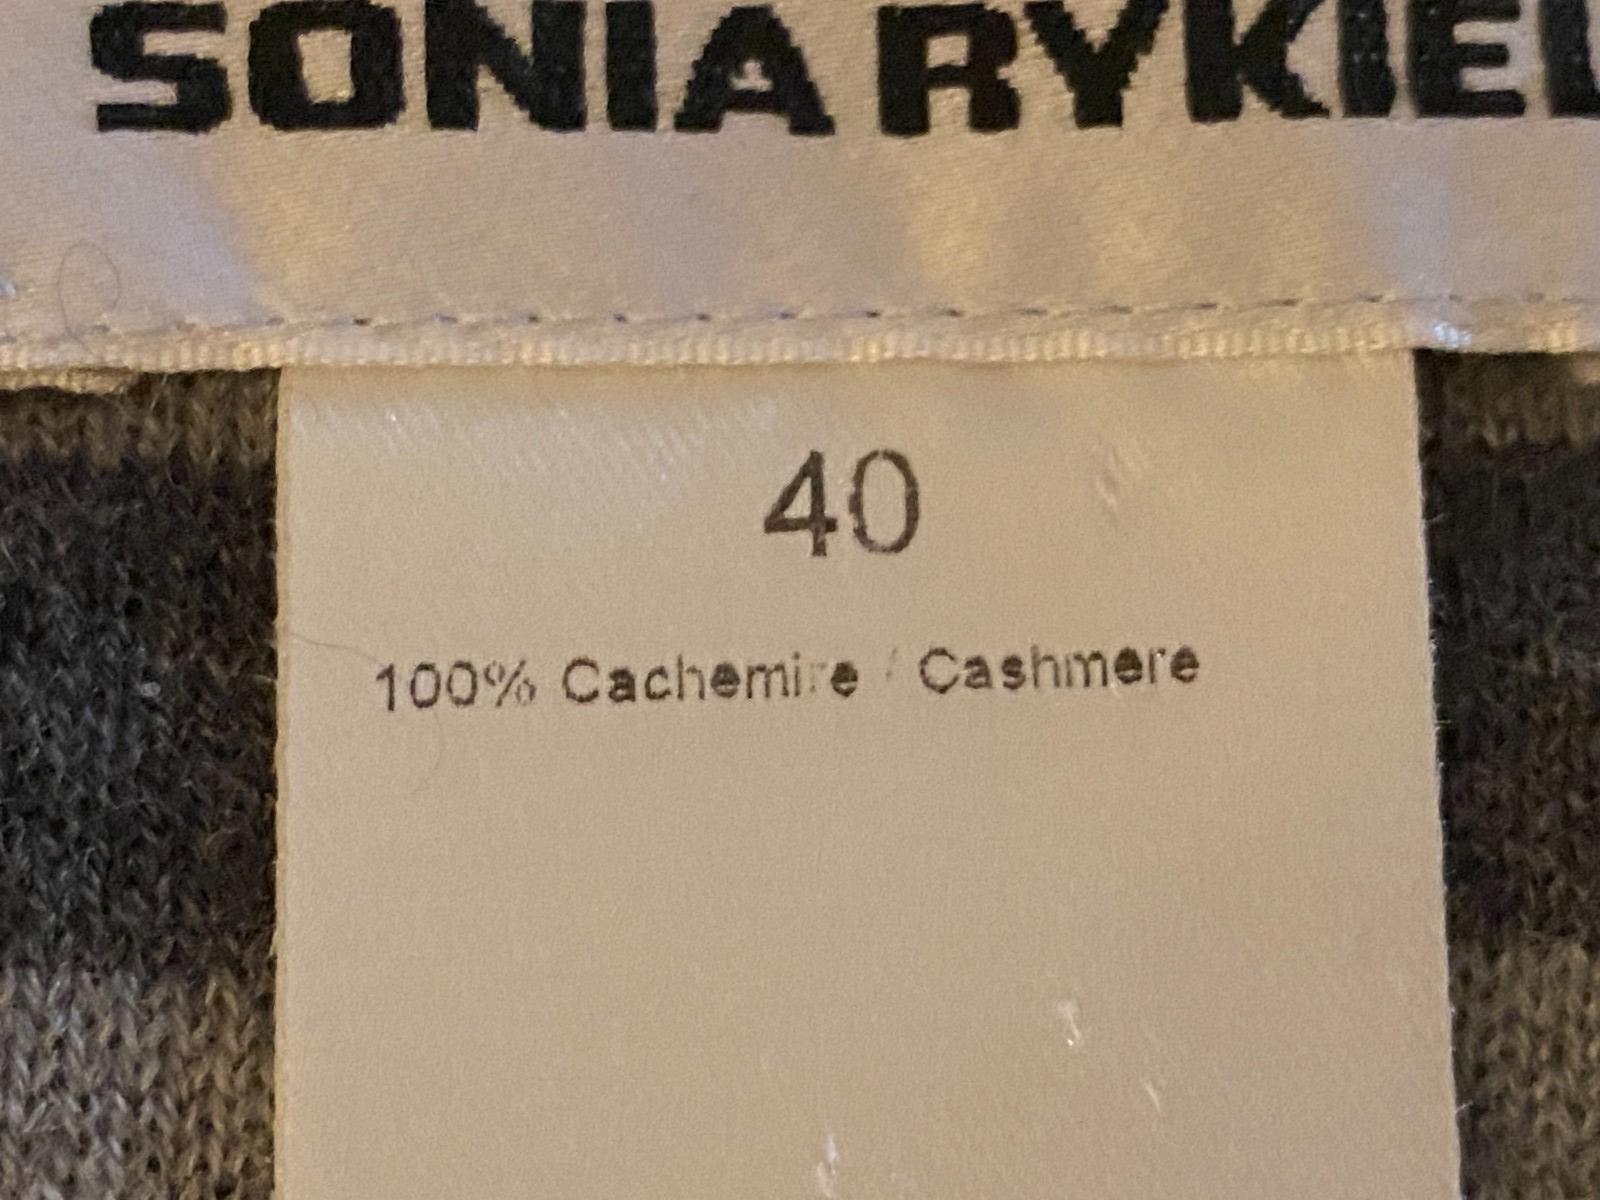 SONIA RYKIEL
40
100% Cachemire / Cashmere